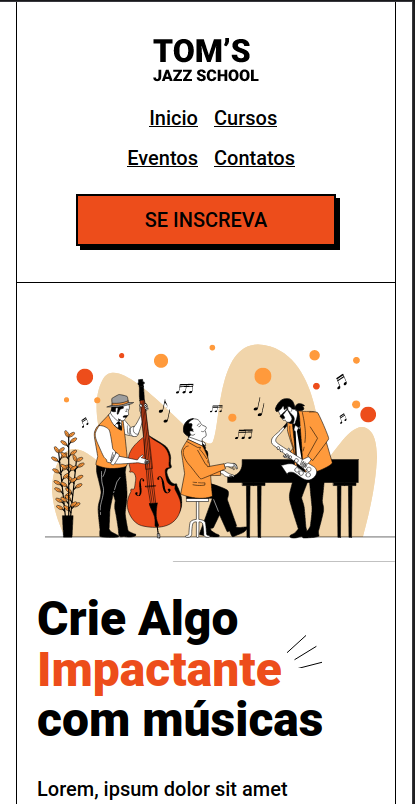 TOM’S
JAZZ SCHOOL
Inicio Cursos
Eventos Contatos
SE INSCREVA
Crie Algo
Impactante
com músicas
Lorem, ipsum dolor sit amet